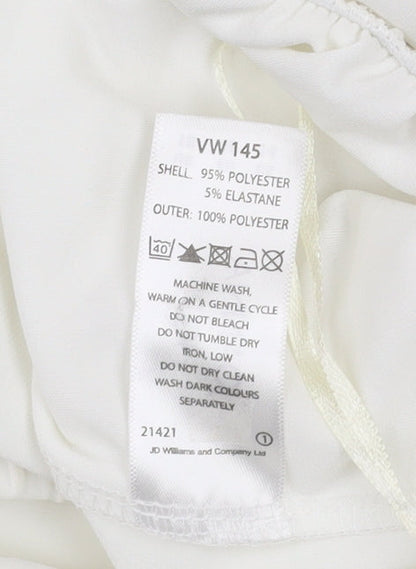 VW 145
SHELL: 95% POLYESTER
5% ELASTANE
OUTER: 100% POLYESTER
40
MACHINE WASH,
WARM ON A GENTLE CYCLE
DO NOT BLEACH
DO NOT TUMBLE DRY
IRON, LOW
DO NOT DRY CLEAN
WASH DARK COLOURS
SEPARATELY
21421 1
JD Williams and Company Ltd